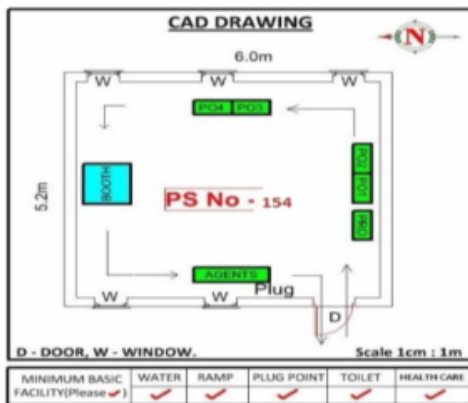 CAD DRAWING
N
6.0m
W W W
PO4 PO3
5.2m
BOOTH
PO2
PO1
PS No - 154
PRO
AGENTS
Plug
W W
D
D - DOOR, W - WINDOW. Scale 1cm : 1m
MINIMUM BASIC FACILITY(Please ✓) WATER RAMP PLUG POINT TOILET HEALTH CARE
✓ ✓ ✓ ✓ ✓